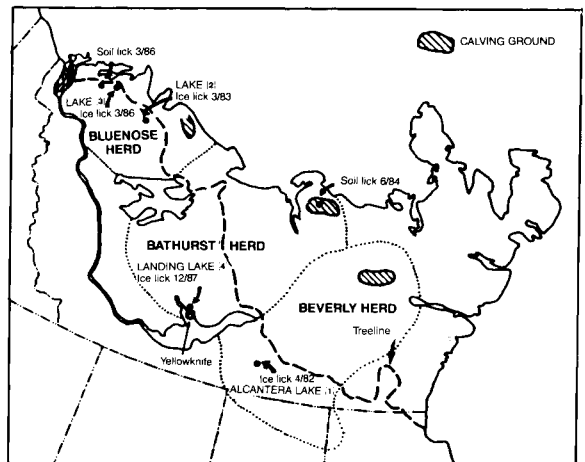 Soil lick 3/86
CALVING GROUND
LAKE (2)
Ice lick 3/83
LAKE (3)
Ice lick 3/86
BLUENOSE
HERD
Soil lick 6/84
BATHURST HERD
LANDING LAKE (4)
Ice lick 12/87
BEVERLY HERD
Treeline
Yellowknife
Ice lick 4/82
ALCANTERA LAKE (1)